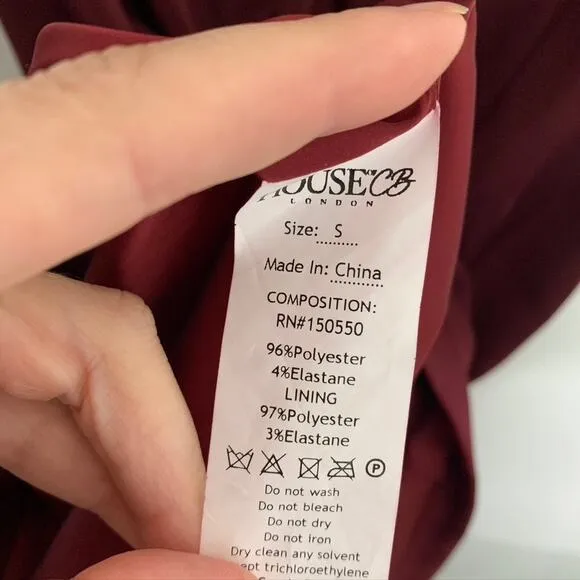 HOUSE OF CB
LONDON
Size: S
Made In: China
COMPOSITION:
RN#150550
96%Polyester
4%Elastane
LINING
97%Polyester
3%Elastane
P
Do not wash
Do not bleach
Do not dry
Do not iron
Dry clean any solvent
trichloroethylene